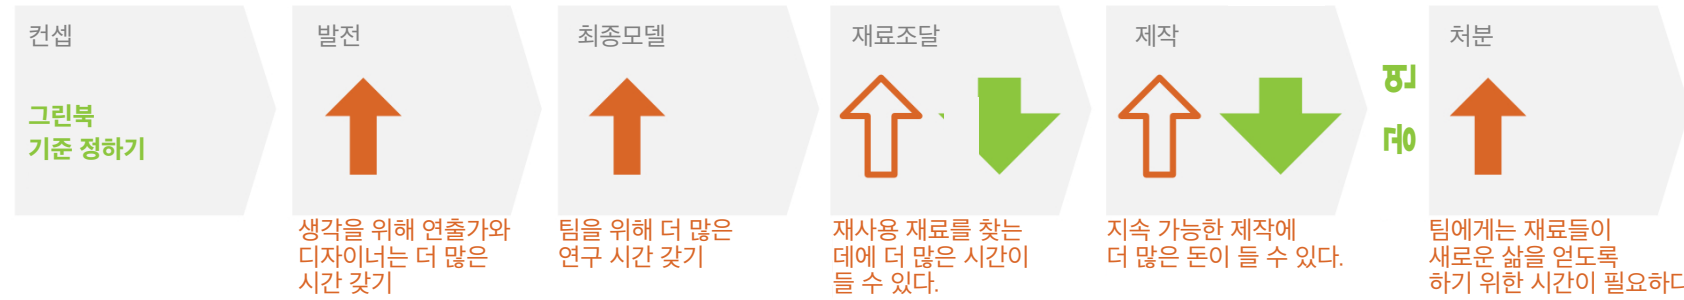 컨셉
그린북
기준 정하기
발전
생각을 위해 연출가와
디자이너는 더 많은
시간 갖기
최종모델
팀을 위해 더 많은
연구 시간 갖기
재료조달
재사용 재료를 찾는
데에 더 많은 시간이
들 수 있다.
제작
지속 가능한 제작에
더 많은 돈이 들 수 있다.
공연
처분
팀에게는 재료들이
새로운 삶을 얻도록
하기 위한 시간이 필요하다